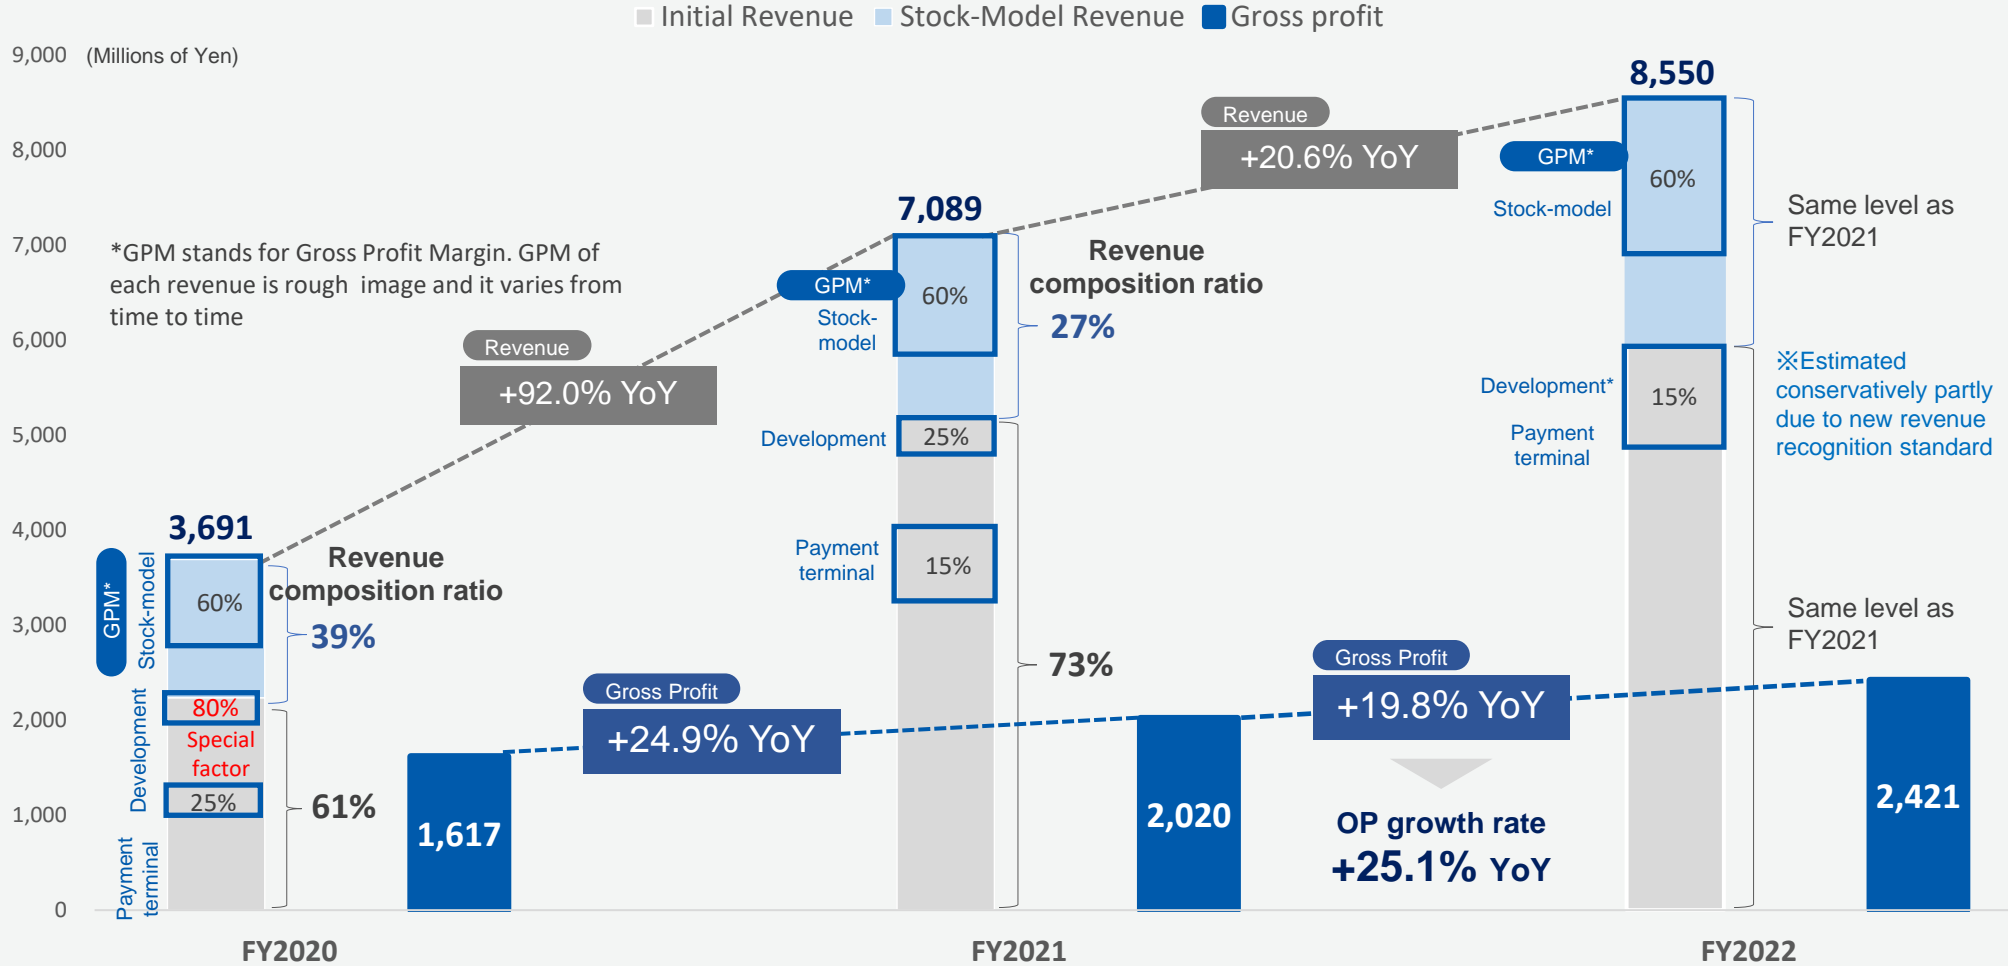 Initial Revenue Stock-Model Revenue Gross profit
(Millions of Yen)
9,000
8,000
7,000
6,000
5,000
4,000
3,000
2,000
1,000
0
*GPM stands for Gross Profit Margin. GPM of
each revenue is rough image and it varies from
time to time
3,691
GPM*
Stock-model
60%
Revenue
composition ratio
39%
Development
80%
Special
factor
25%
61%
Payment
terminal
1,617
FY2020
Revenue
+92.0% YoY
Gross Profit
+24.9% YoY
7,089
GPM*
Stock-
model
60%
Revenue
composition ratio
27%
Development
25%
Payment
terminal
15%
73%
2,020
FY2021
Revenue
+20.6% YoY
Gross Profit
+19.8% YoY
OP growth rate
+25.1% YoY
8,550
GPM*
Stock-model
60%
Same level as
FY2021
Development*
Payment
terminal
15%
※Estimated
conservatively partly
due to new revenue
recognition standard
Same level as
FY2021
2,421
FY2022